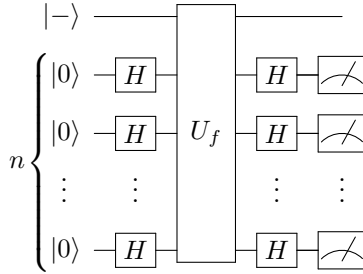 |−⟩
|0⟩ H H
|0⟩ H U_f H
n
⋮ ⋮ ⋮ ⋮
|0⟩ H H